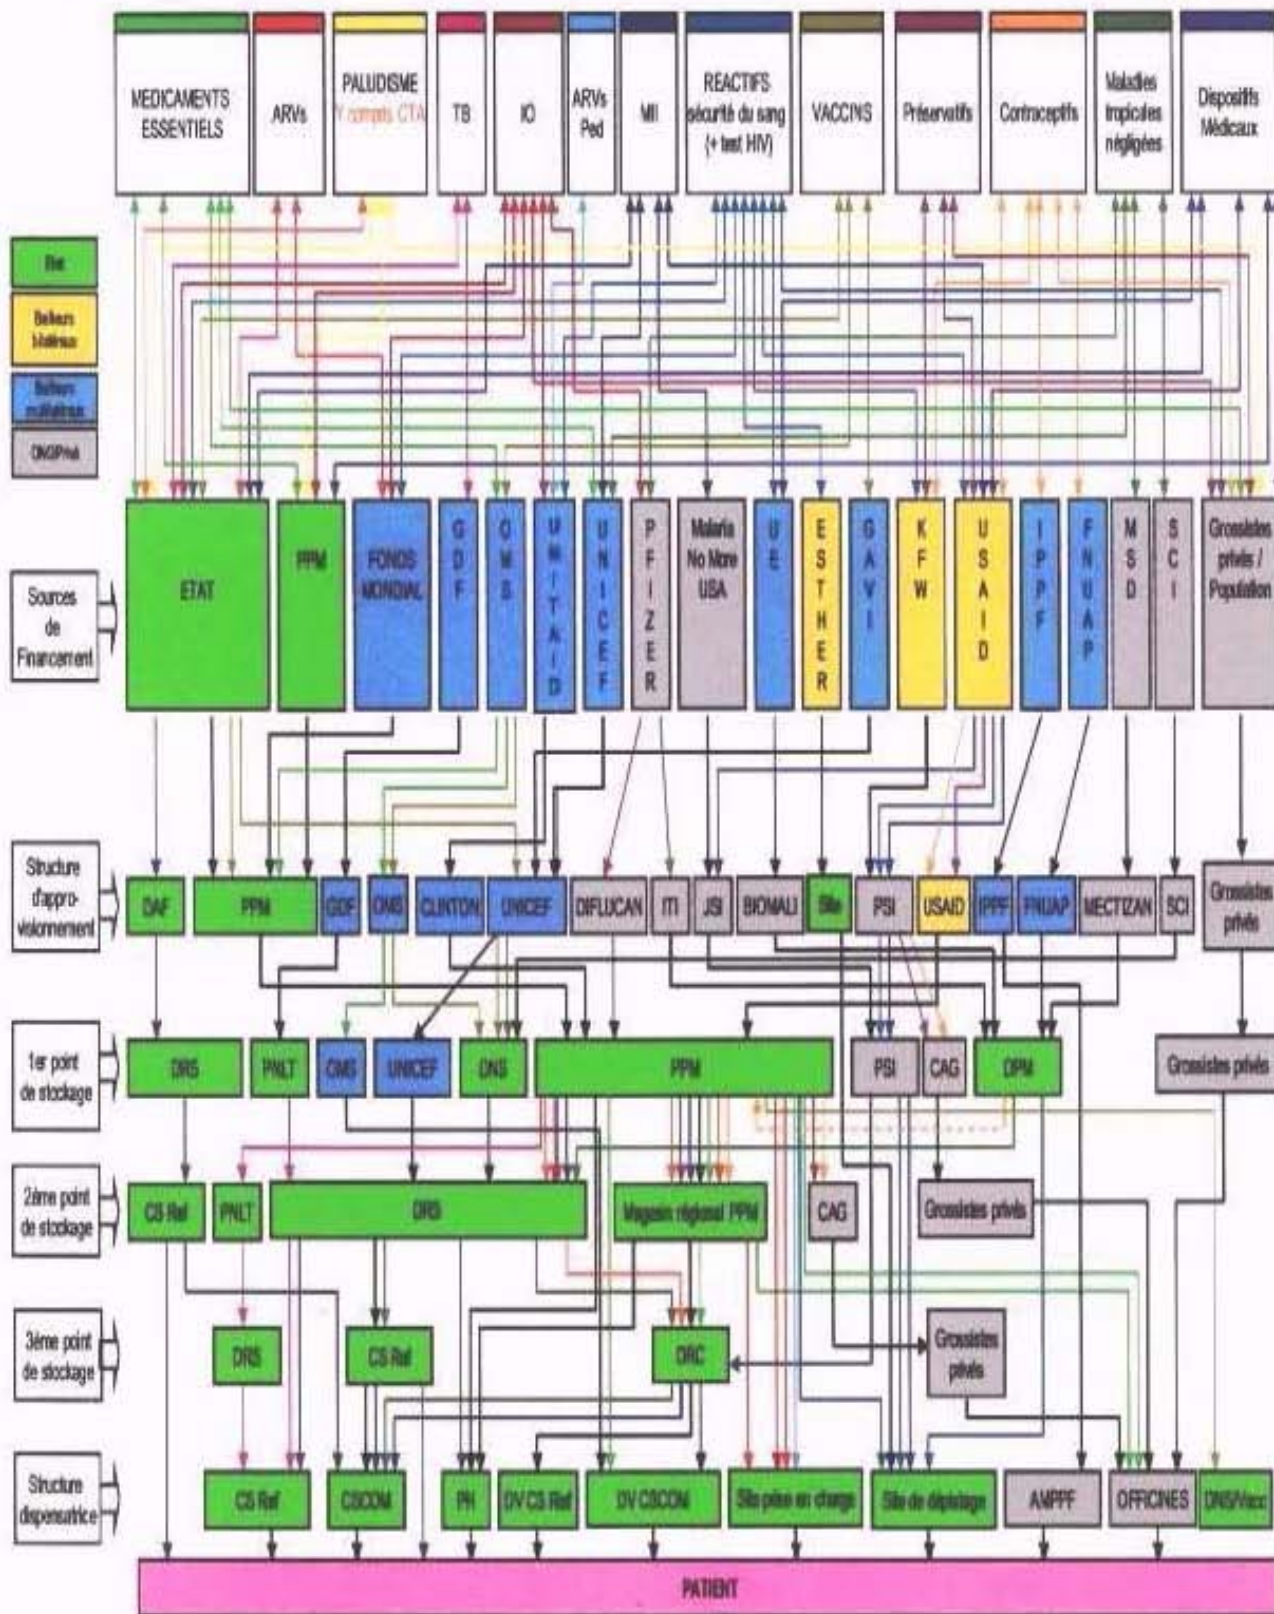 MEDICAMENTS
ESSENTIELS
ARVs
PALUDISME
Y compris CTA
TB
IO
ARVs
Ped
MII
REACTIFS
sécurité du sang
(+ test HIV)
VACCINS
Préservatifs
Contraceptifs
Maladies
tropicales
négligées
Dispositifs
Médicaux
Etat
Bailleurs
bilatéraux
Bailleurs
multilatéraux
ONG/Privé
Sources
de
Financement
ETAT
PPM
FONDS
MONDIAL
GDF
OMS
UNITAID
UNICEF
PFIZER
Malaria
No More
USA
UE
ESTHER
GAVI
KFW
USAID
IPPF
FNUAP
MSD
SCI
Grossistes
privés /
Population
Structure
d'appro-
visionnement
DAF
PPM
GDF
OMS
CLINTON
UNICEF
DIFLUCAN
ITI
JSI
BIOMALI
Site
PSI
USAID
IPPF
FNUAP
MECTIZAN
SCI
Grossistes
privés
1er point
de stockage
DRS
PNLT
OMS
UNICEF
DNS
PPM
PSI
CAG
DPM
Grossistes privés
2ème point
de stockage
CS Ref
PNLT
DRS
Magasin régional PPM
CAG
Grossistes privés
3ème point
de stockage
DRS
CS Ref
DRC
Grossistes
privés
Structure
dispensatrice
CS Ref
CSCOM
PH
DV CS Ref
DV CSCOM
Site prise en charge
Site de dépistage
AMPPF
OFFICINES
DNS/Vacc
PATIENT